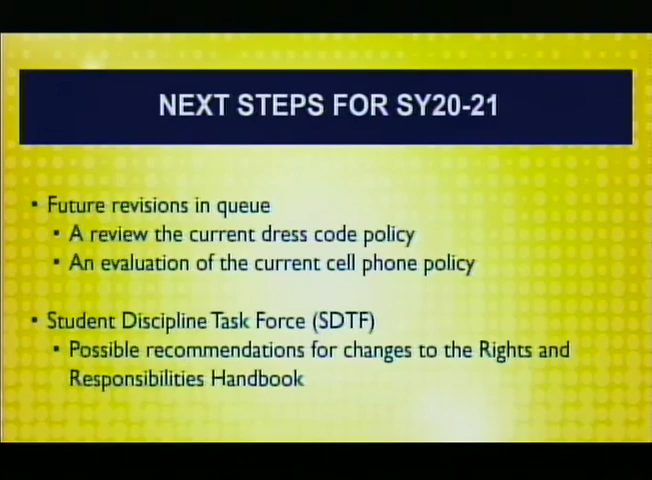 NEXT STEPS FOR SY20-21
• Future revisions in queue
• A review the current dress code policy
• An evaluation of the current cell phone policy
• Student Discipline Task Force (SDTF)
• Possible recommendations for changes to the Rights and
Responsibilities Handbook